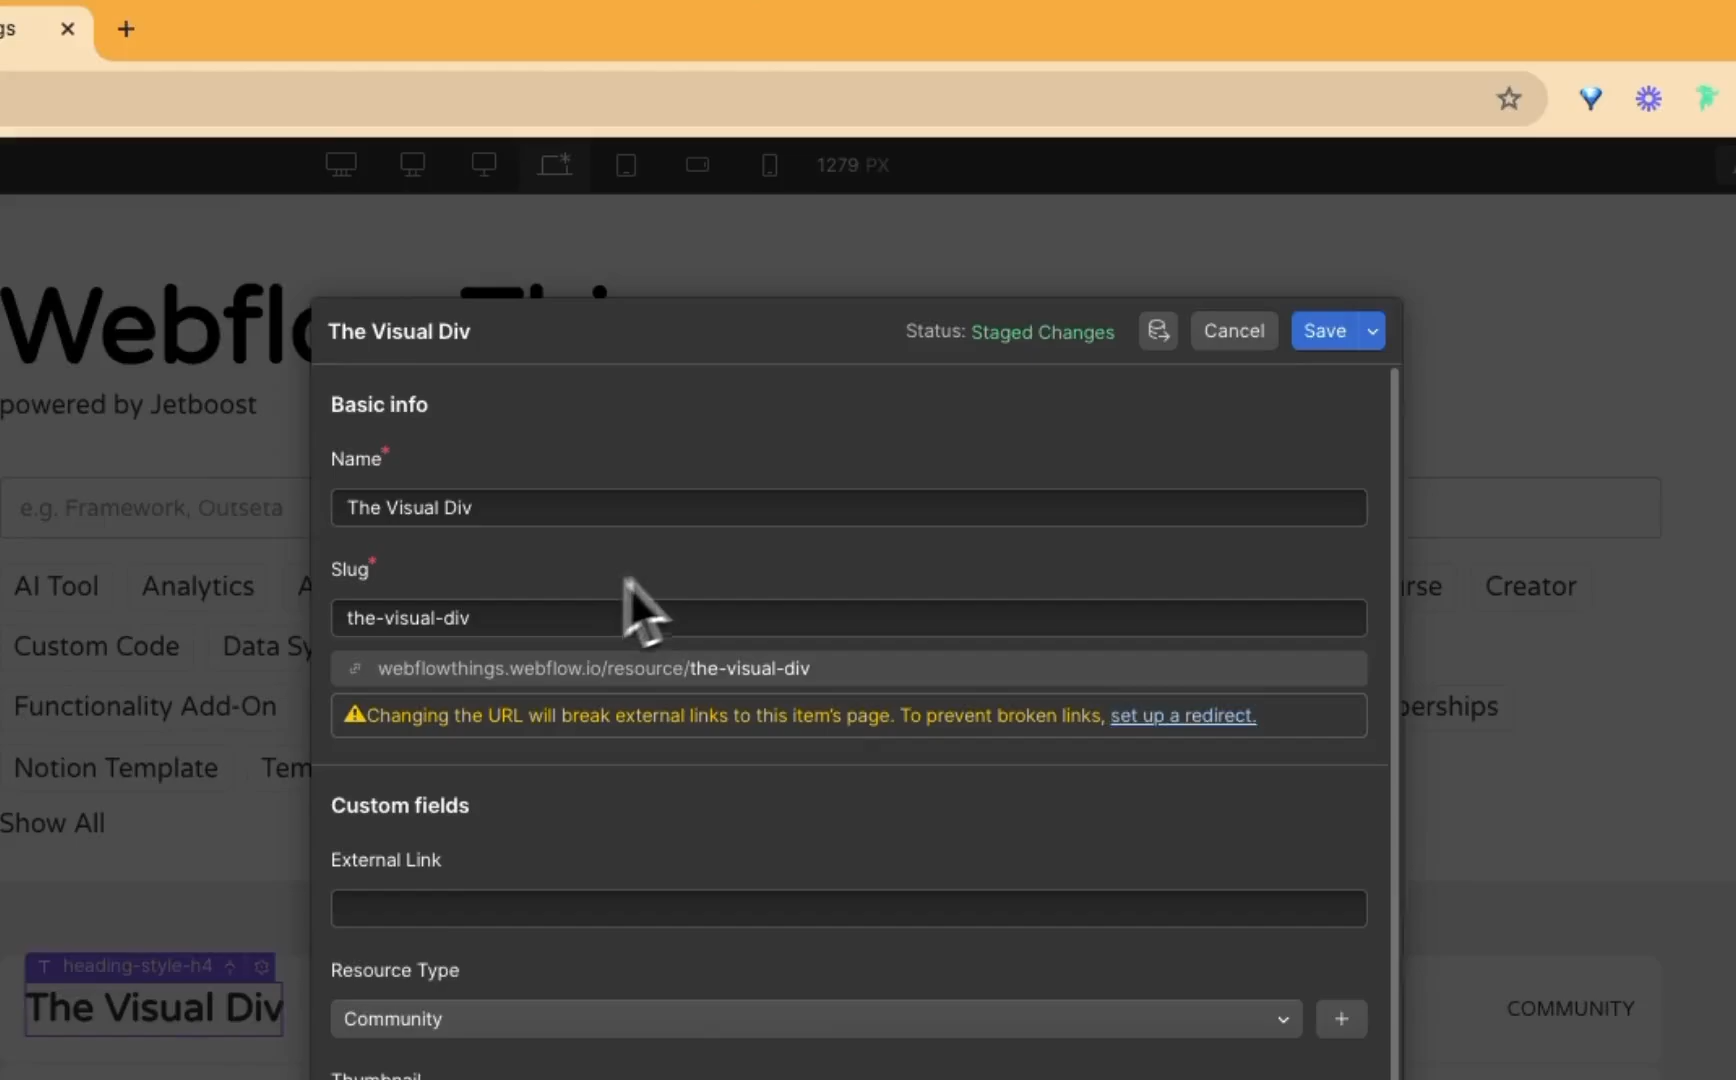 gs
1279 PX
Webfl
powered by Jetboost
e.g. Framework, Outseta
AI Tool Analytics A
Creator
Custom Code Data Sy
Functionality Add-On
perships
Notion Template Tem
Show All
The Visual Div
Status: Staged Changes
Cancel
Save
Basic info
Name*
The Visual Div
Slug*
the-visual-div
webflowthings.webflow.io/resource/the-visual-div
Changing the URL will break external links to this item's page. To prevent broken links, set up a redirect.
Custom fields
External Link
Resource Type
Community
Thumbnail
heading-style-h4
The Visual Div
COMMUNITY